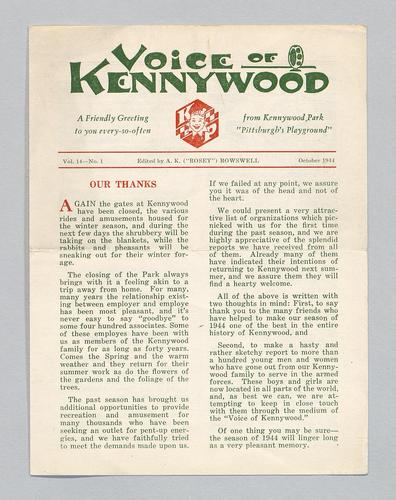 VOICE OF
KENNYWOOD
A Friendly Greeting
to you every-so-often
K
P
from Kennywood Park
"Pittsburgh's Playground"
Vol. 14—No. 1
Edited by A. K. ("ROSEY") ROWSWELL
October 1944
OUR THANKS
AGAIN the gates at Kennywood
have been closed, the various
rides and amusements housed for
the winter season, and during the
next few days the shrubbery will be
taking on the blankets, while the
rabbits and pheasants will be
sneaking out for their winter for-
age.
The closing of the Park always
brings with it a feeling akin to a
trip away from home. For many,
many years the relationship exist-
ing between employer and employe
has been most pleasant, and it's
never easy to say "goodbye" to
some four hundred associates. Some
of these employes have been with
us as members of the Kennywood
family for as long as forty years.
Comes the Spring and the warm
weather and they return for their
summer work as do the flowers of
the gardens and the foliage of the
trees.
The past season has brought us
additional opportunities to provide
recreation and amusement for
many thousands who have been
seeking an outlet for pent-up ener-
gies, and we have faithfully tried
to meet the demands made upon us.
If we failed at any point, we assure
you it was of the head and not of
the heart.
We could present a very attrac-
tive list of organizations which pic-
nicked with us for the first time
during the past season, and we are
highly appreciative of the splendid
reports we have received from all
of them. Already many of them
have indicated their intentions of
returning to Kennywood next sum-
mer, and we assure them they will
find a hearty welcome.
All of the above is written with
two thoughts in mind: First, to say
thank you to the many friends who
have helped to make our season of
1944 one of the best in the entire
history of Kennywood, and
Second, to make a hasty and
rather sketchy report to more than
a hundred young men and women
who have gone out from our Kenny-
wood family to serve in the armed
forces. These boys and girls are
now located in all parts of the world,
and, as best we can, we are at-
tempting to keep in close touch
with them through the medium of
the "Voice of Kennywood."
Of one thing you may be sure—
the season of 1944 will linger long
as a very pleasant memory.